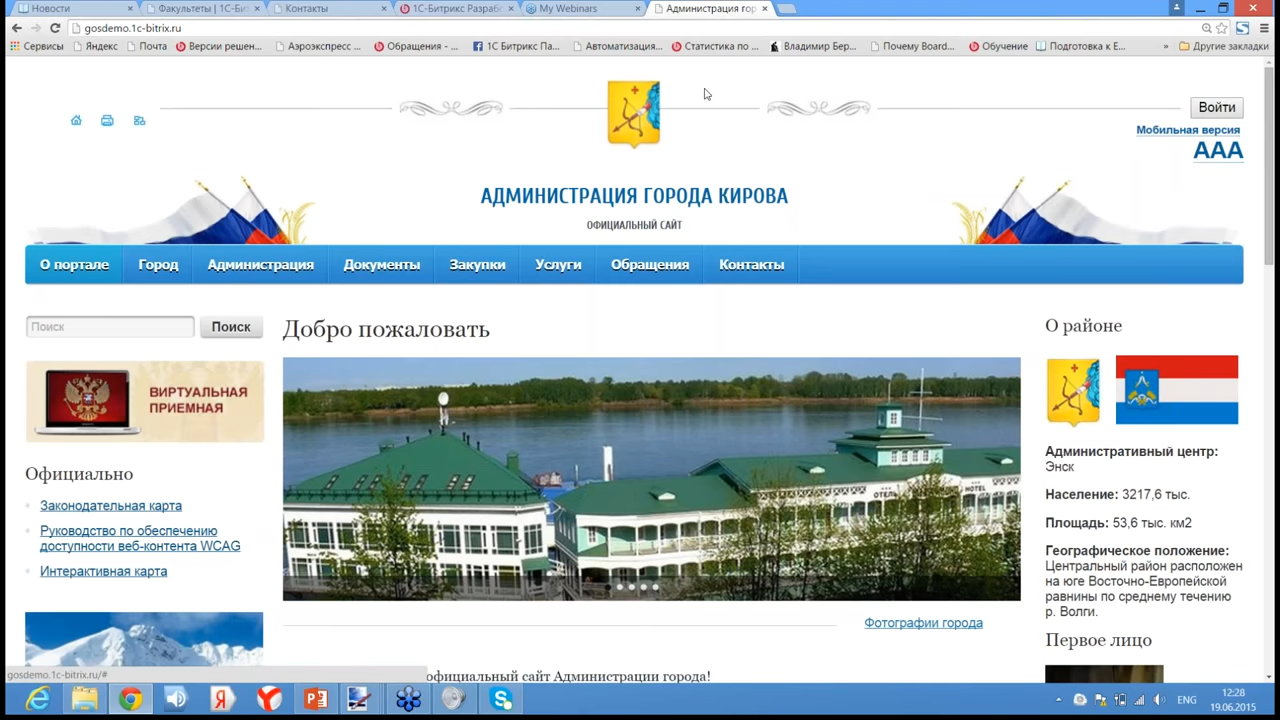 Новости
Факультеты | 1С-Бит
Контакты
1С-Битрикс Разработ
My Webinars
Администрация гор
gosdemo.1c-bitrix.ru
Сервисы
Яндекс
Почта
Версии решен...
Аэроэкспресс ...
Обращения - ...
1С Битрикс Па...
Автоматизация...
Статистика по ...
Владимир Бер...
Почему Board...
Обучение
Подготовка к Е...
»
Другие закладки
Войти
Мобильная версия
ААА
АДМИНИСТРАЦИЯ ГОРОДА КИРОВА
ОФИЦИАЛЬНЫЙ САЙТ
О портале
Город
Администрация
Документы
Закупки
Услуги
Обращения
Контакты
Поиск
Поиск
Добро пожаловать
О районе
ВИРТУАЛЬНАЯ
ПРИЕМНАЯ
Официально
Законодательная карта
Руководство по обеспечению
доступности веб-контента WCAG
Интерактивная карта
HOTEL
Административный центр:
Энск
Население: 3217,6 тыс.
Площадь: 53,6 тыс. км2
Географическое положение:
Центральный район расположен
на юге Восточно-Европейской
равнины по среднему течению
р. Волги.
Фотографии города
Первое лицо
официальный сайт Администрации города!
gosdemo.1c-bitrix.ru/#
ENG
12:28
19.06.2015